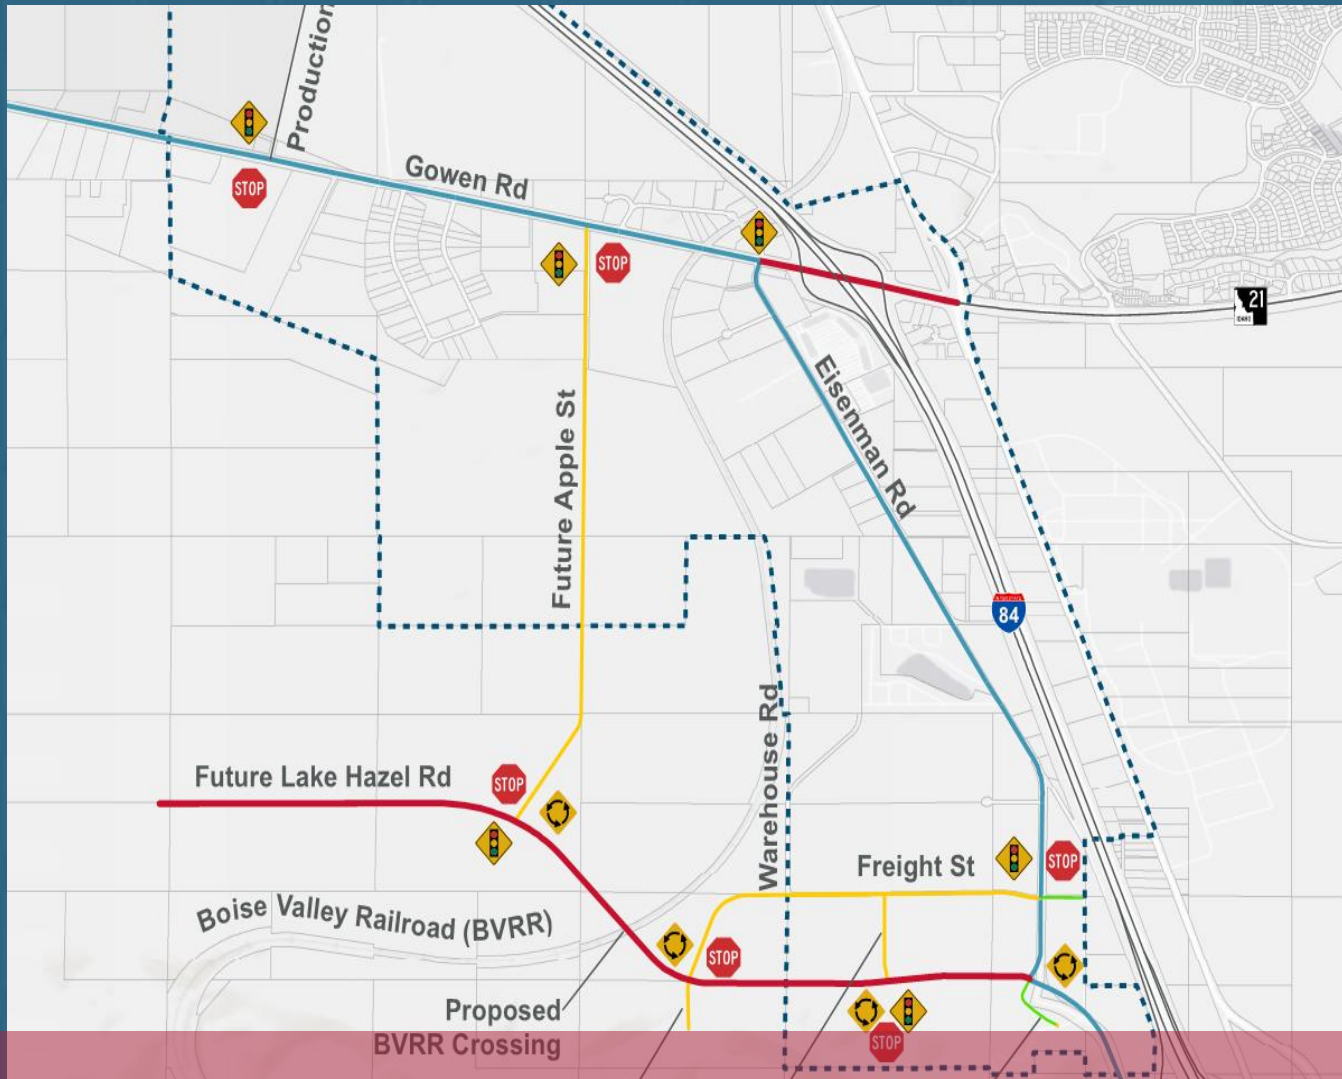 Production
STOP
Gowen Rd
STOP
21
IDAHO
Future Apple St
Eisenman Rd
84
Warehouse Rd
Future Lake Hazel Rd
STOP
Freight St
STOP
Boise Valley Railroad (BVRR)
STOP
Proposed
BVRR Crossing
STOP